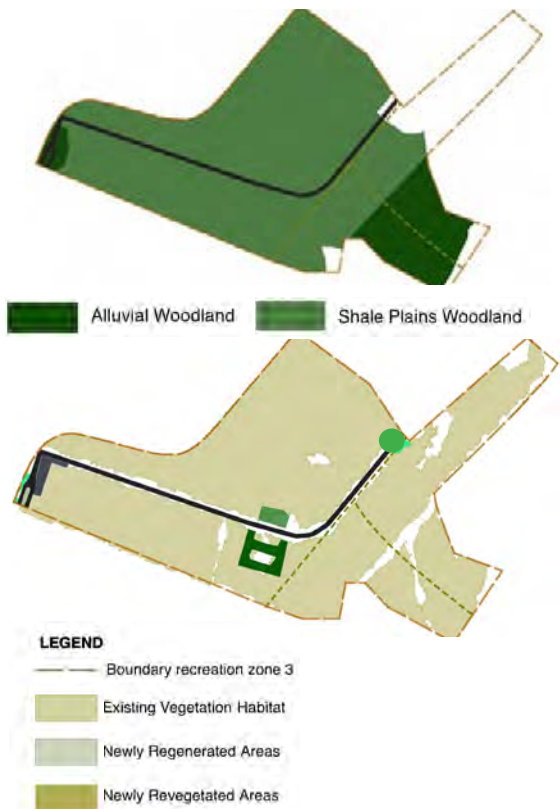 Alluvial Woodland
Shale Plains Woodland
LEGEND
Boundary recreation zone 3
Existing Vegetation Habitat
Newly Regenerated Areas
Newly Revegetated Areas